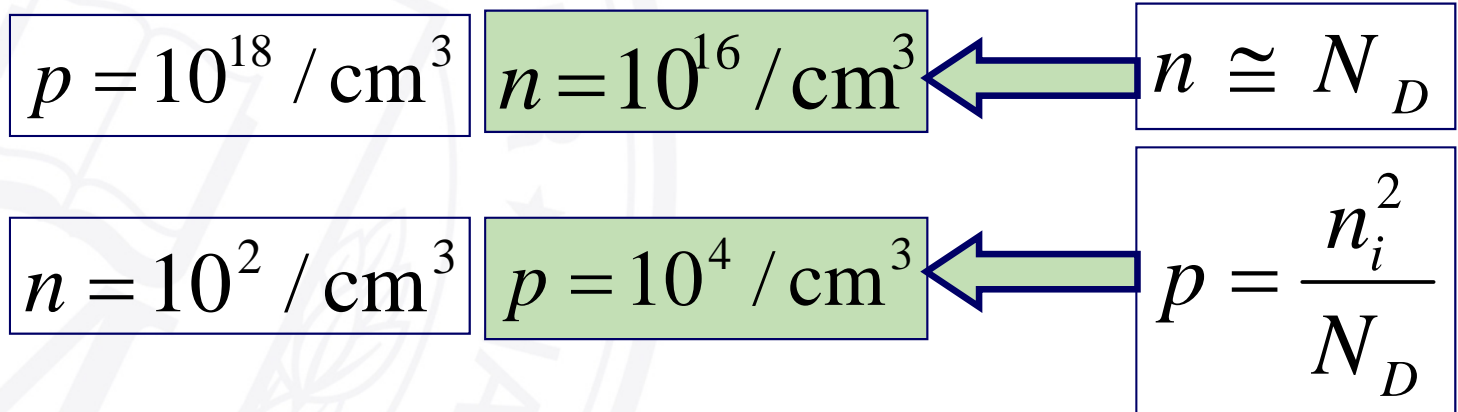 p = 10^18 / cm^3 n = 10^16 / cm^3 n ≅ N_D
n = 10^2 / cm^3 p = 10^4 / cm^3 p = n_i^2 / N_D